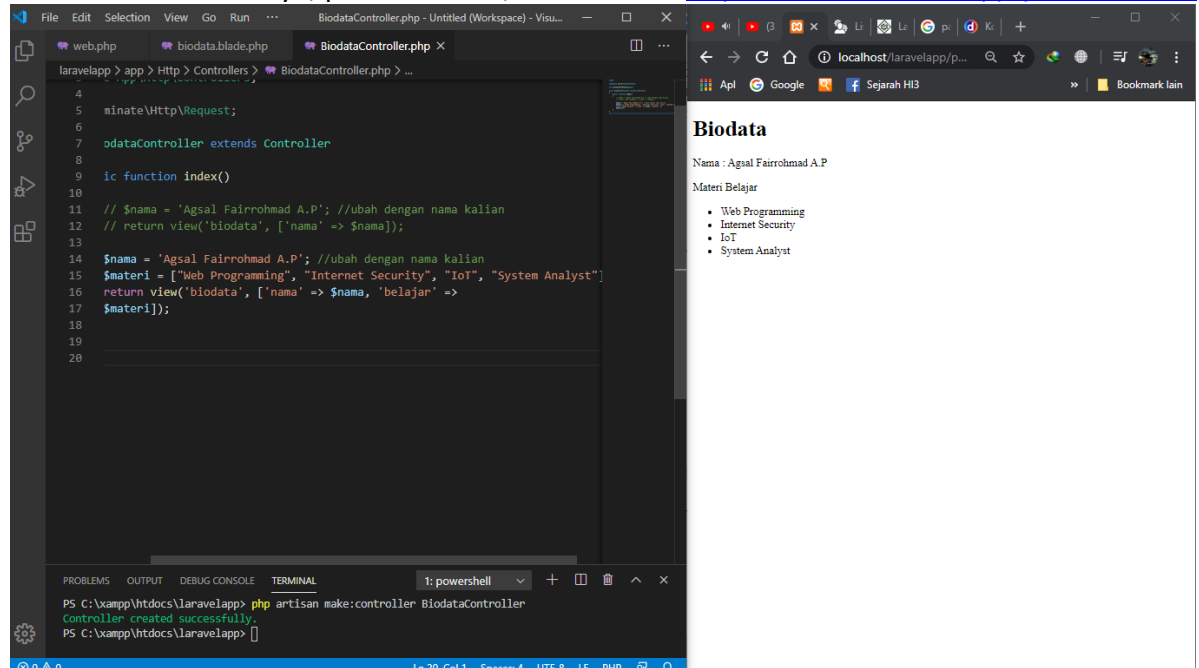 File Edit Selection View Go Run ··· BiodataController.php - Untitled (Workspace) - Visu...
web.php biodata.blade.php BiodataController.php
laravelapp > app > Http > Controllers > BiodataController.php > ...
4
5 minate\Http\Request;
6
7 odataController extends Controller
8
9 ic function index()
10
11 // $nama = 'Agsal Fairrohmad A.P'; //ubah dengan nama kalian
12 // return view('biodata', ['nama' => $nama]);
13
14 $nama = 'Agsal Fairrohmad A.P'; //ubah dengan nama kalian
15 $materi = ["Web Programming", "Internet Security", "IoT", "System Analyst"]
16 return view('biodata', ['nama' => $nama, 'belajar' =>
17 $materi]);
18
19
20
PROBLEMS OUTPUT DEBUG CONSOLE TERMINAL 1: powershell
PS C:\xampp\htdocs\laravelapp> php artisan make:controller BiodataController
Controller created successfully.
PS C:\xampp\htdocs\laravelapp>
localhost/laravelapp/p...
Apl Google Sejarah HI3 » Bookmark lain
Biodata
Nama : Agsal Fairrohmad A.P
Materi Belajar
• Web Programming
• Internet Security
• IoT
• System Analyst